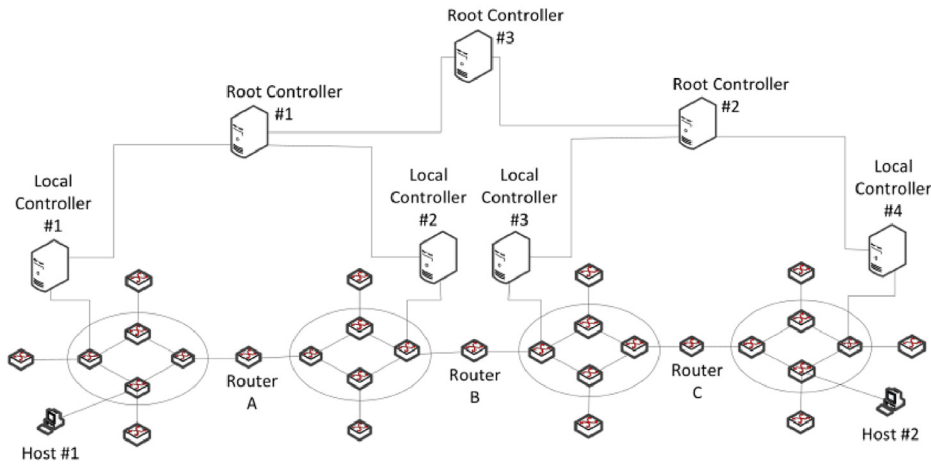 Root Controller
#3
Root Controller
#1
Root Controller
#2
Local
Controller
#1
Local
Controller
#2
Local
Controller
#3
Local
Controller
#4
Router
A
Router
B
Router
C
Host #1
Host #2